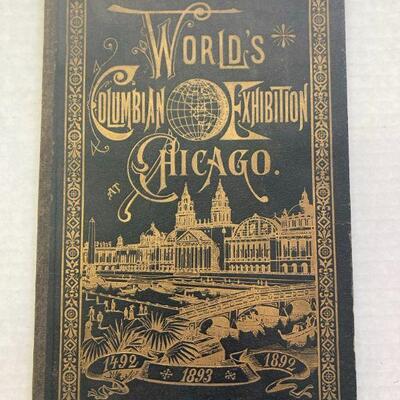 WORLD'S
COLUMBIAN EXHIBITION
AT CHICAGO.
1492 1893 1892